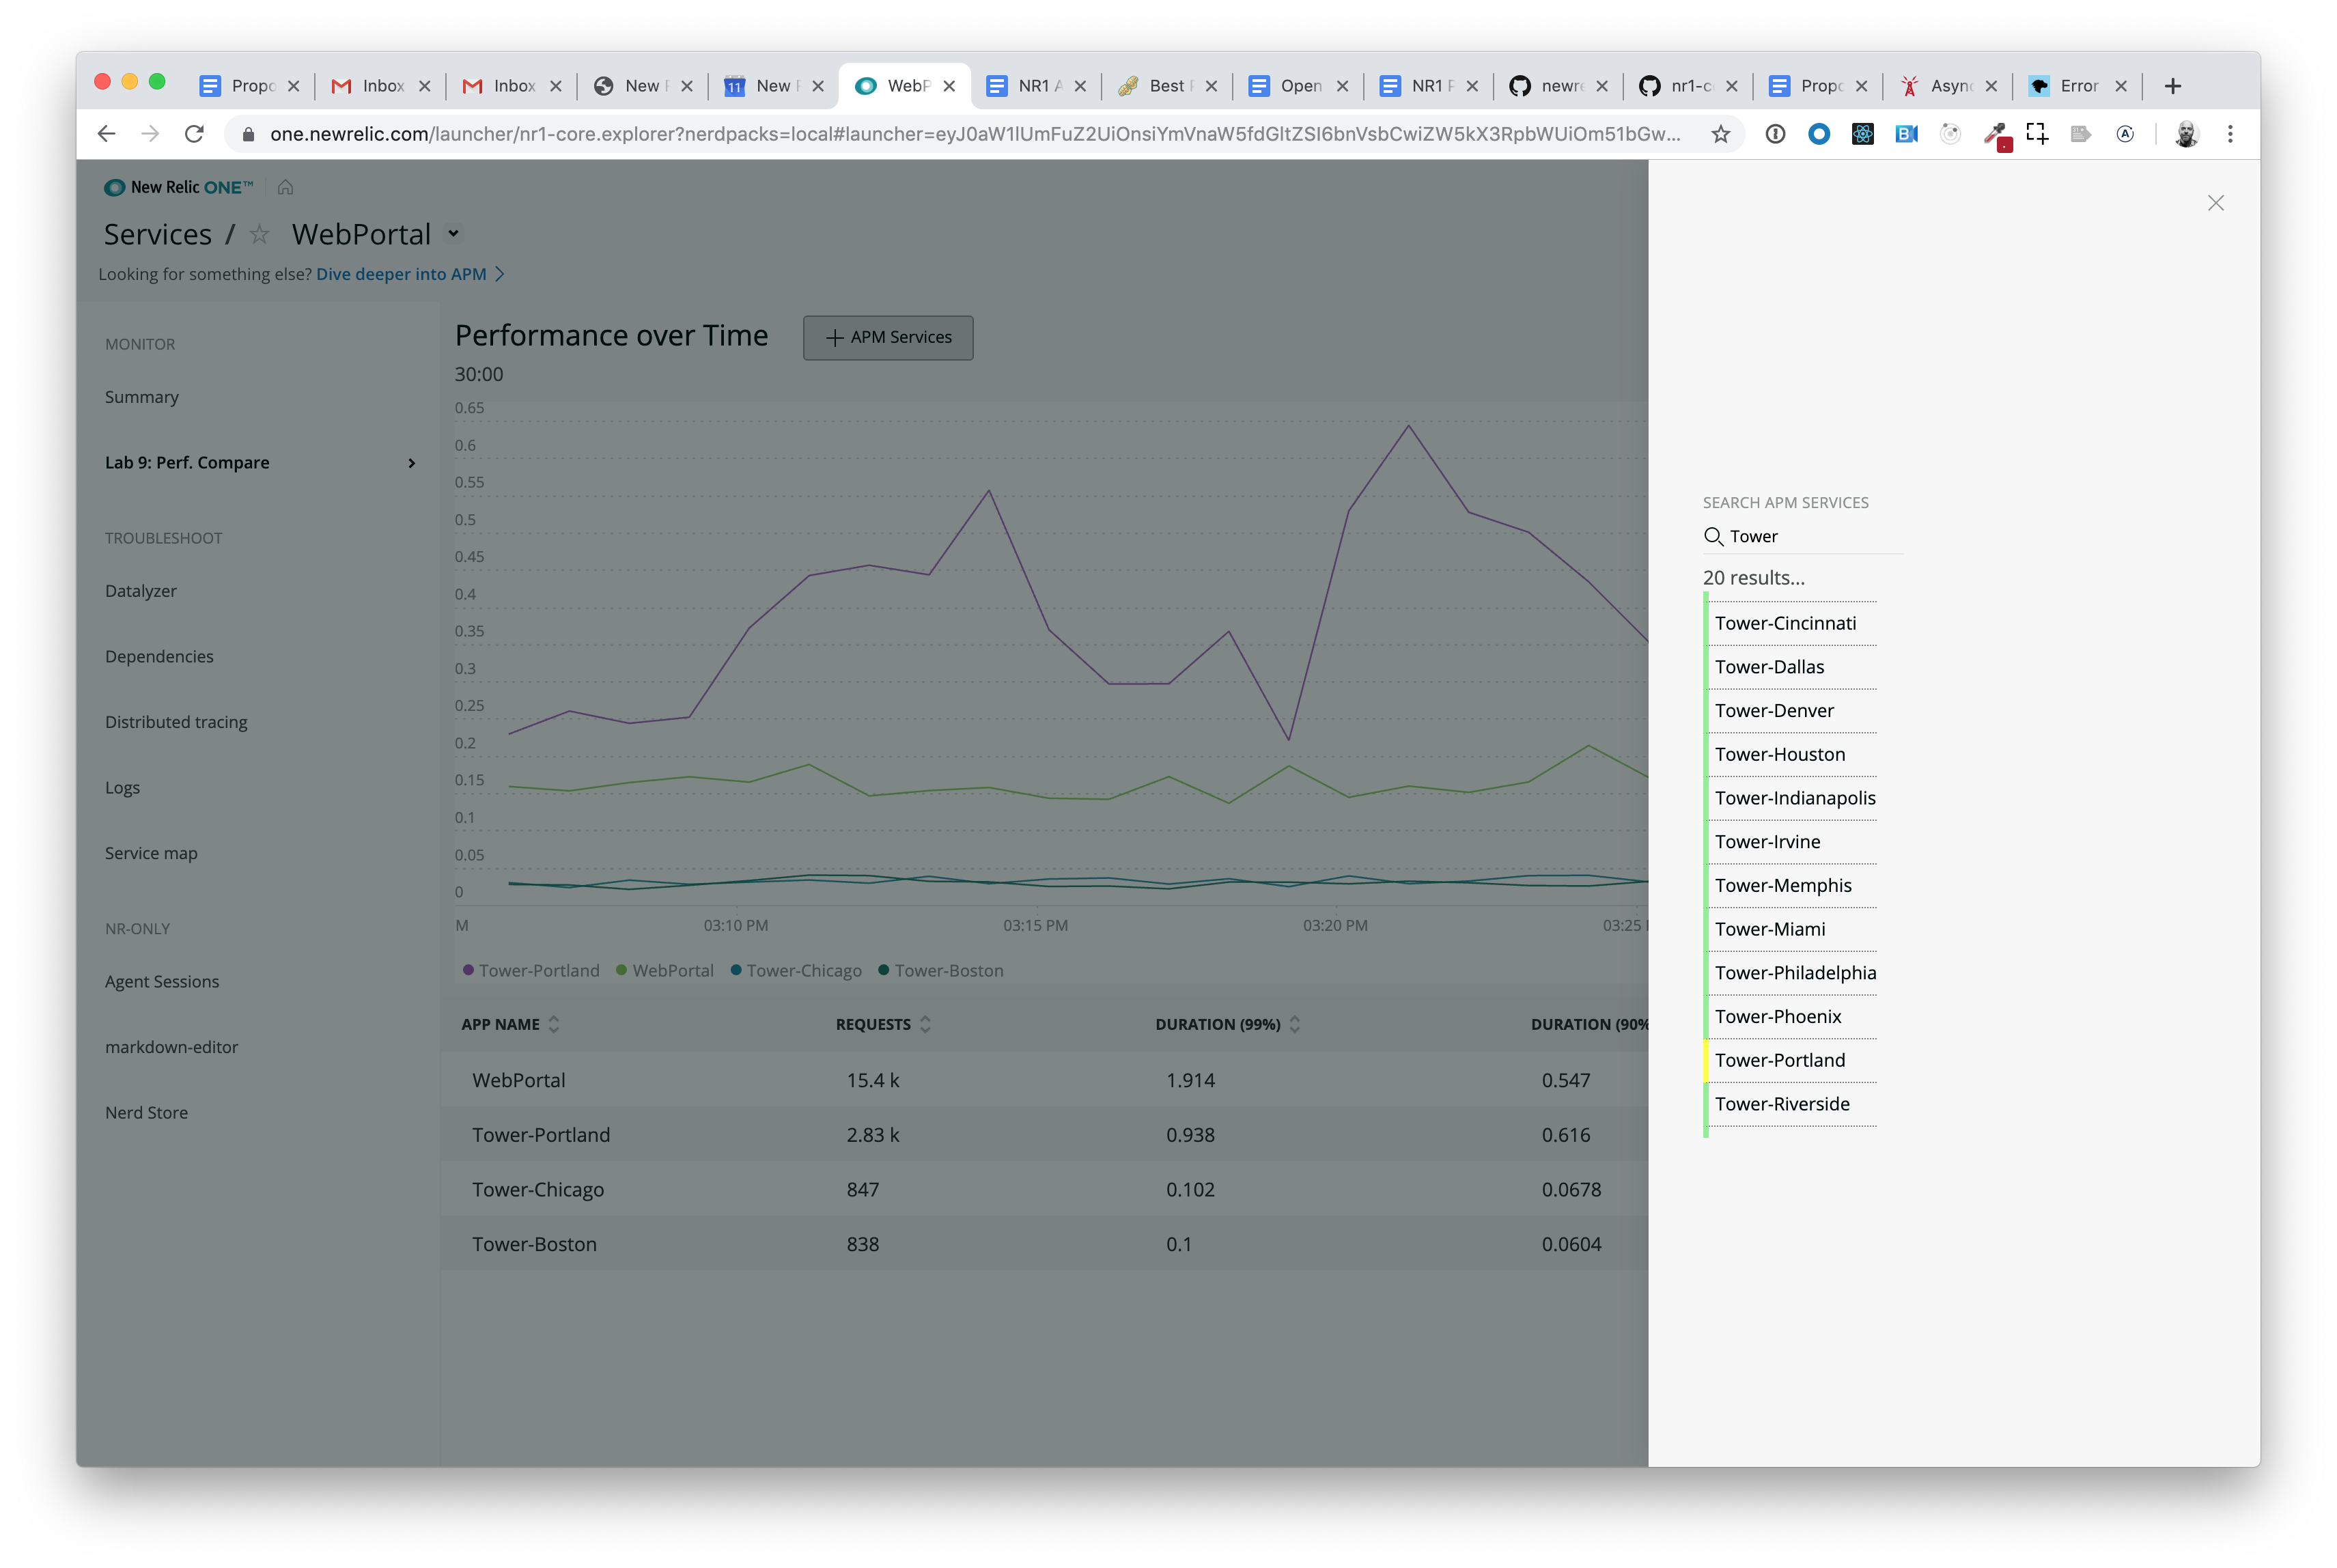 Propo
Inbox
Inbox
New R
11
New F
WebP
NR1 A
Best F
Open
NR1 F
newre
nr1-co
Propo
Async
Error
one.newrelic.com/launcher/nr1-core.explorer?nerdpacks=local#launcher=
New Relic ONE™
Services / WebPortal
Looking for something else? Dive deeper into APM
MONITOR
Summary
Lab 9: Perf. Compare
TROUBLESHOOT
Datalyzer
Dependencies
Distributed tracing
Logs
Service map
NR-ONLY
Agent Sessions
markdown-editor
Nerd Store
Performance over Time
APM Services
30:00
0.65
0.6
0.55
0.5
0.45
0.4
0.35
0.3
0.25
0.2
0.15
0.1
0.05
0
M 03:10 PM 03:15 PM 03:20 PM 03:25
Tower-Portland WebPortal Tower-Chicago Tower-Boston
APP NAME REQUESTS DURATION (99%) DURATION (90%
WebPortal 15.4 k 1.914 0.547
Tower-Portland 2.83 k 0.938 0.616
Tower-Chicago 847 0.102 0.0678
Tower-Boston 838 0.1 0.0604
SEARCH APM SERVICES
Tower
20 results...
Tower-Cincinnati
Tower-Dallas
Tower-Denver
Tower-Houston
Tower-Indianapolis
Tower-Irvine
Tower-Memphis
Tower-Miami
Tower-Philadelphia
Tower-Phoenix
Tower-Portland
Tower-Riverside